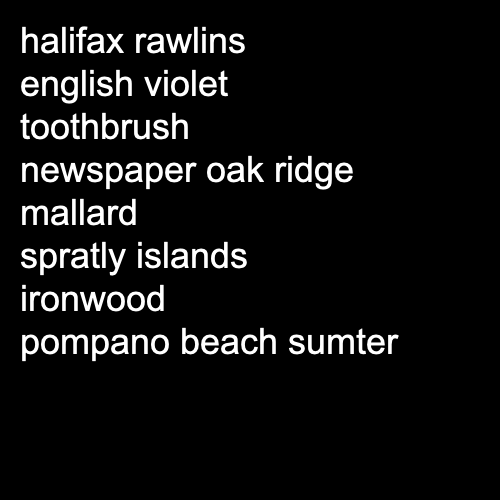 halifax rawlins
english violet
toothbrush
newspaper oak ridge
mallard
spratly islands
ironwood
pompano beach sumter